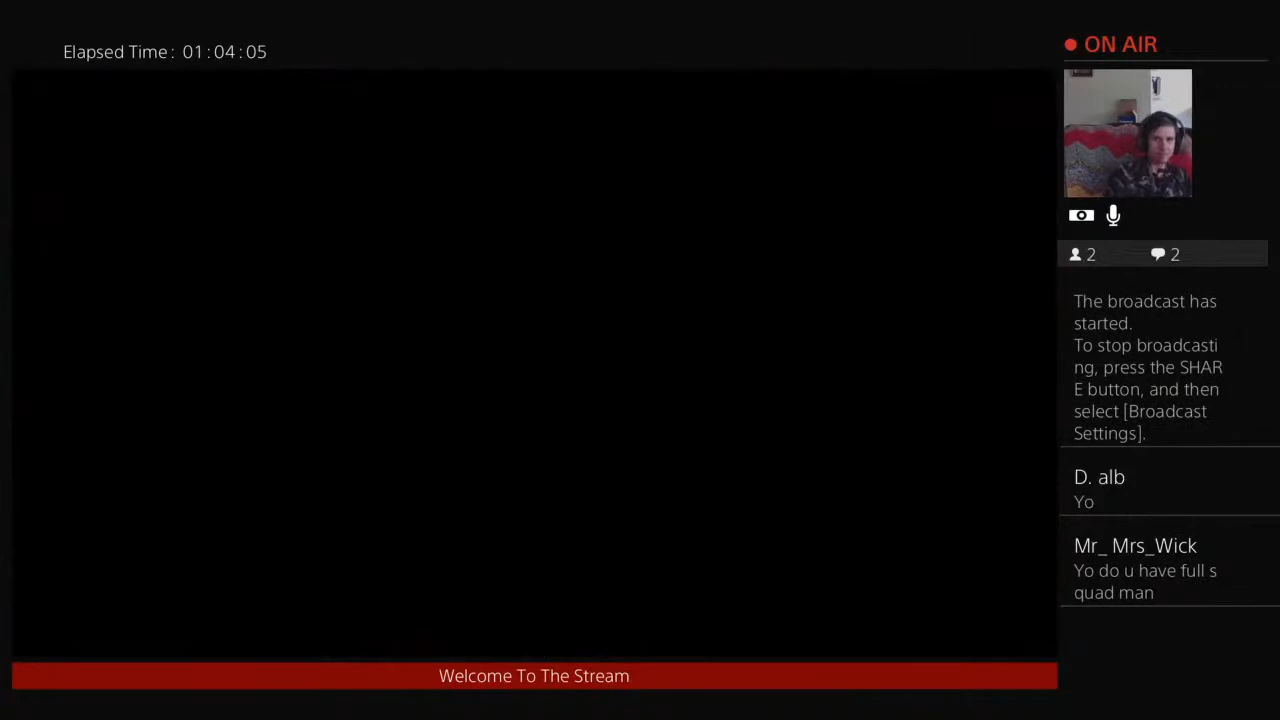 Elapsed Time: 01:04:05
ON AIR
2
2
The broadcast has
started.
To stop broadcasti
ng, press the SHAR
E button, and then
select [Broadcast
Settings].
D. alb
Yo
Mr_ Mrs_Wick
Yo do u have full s
quad man
Welcome To The Stream